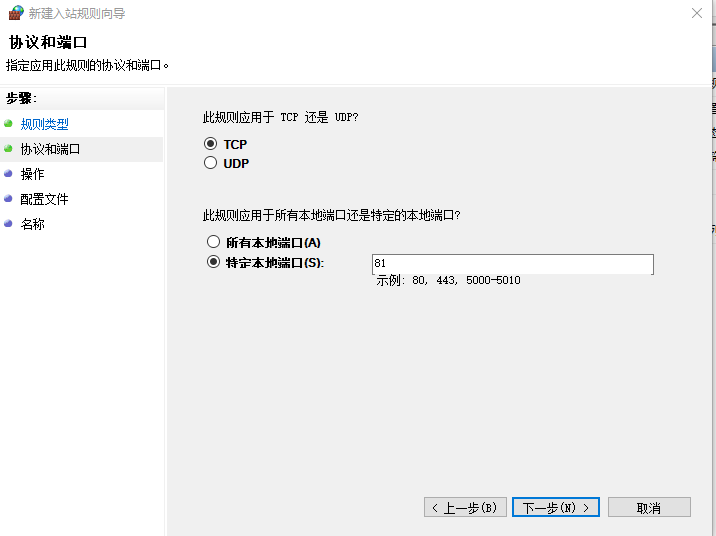 新建入站规则向导
协议和端口
指定应用此规则的协议和端口。
步骤:
规则类型
协议和端口
操作
配置文件
名称
此规则应用于 TCP 还是 UDP?
TCP
UDP
此规则应用于所有本地端口还是特定的本地端口?
所有本地端口(A)
特定本地端口(S):
81
示例: 80, 443, 5000-5010
< 上一步(B)
下一步(N) >
取消